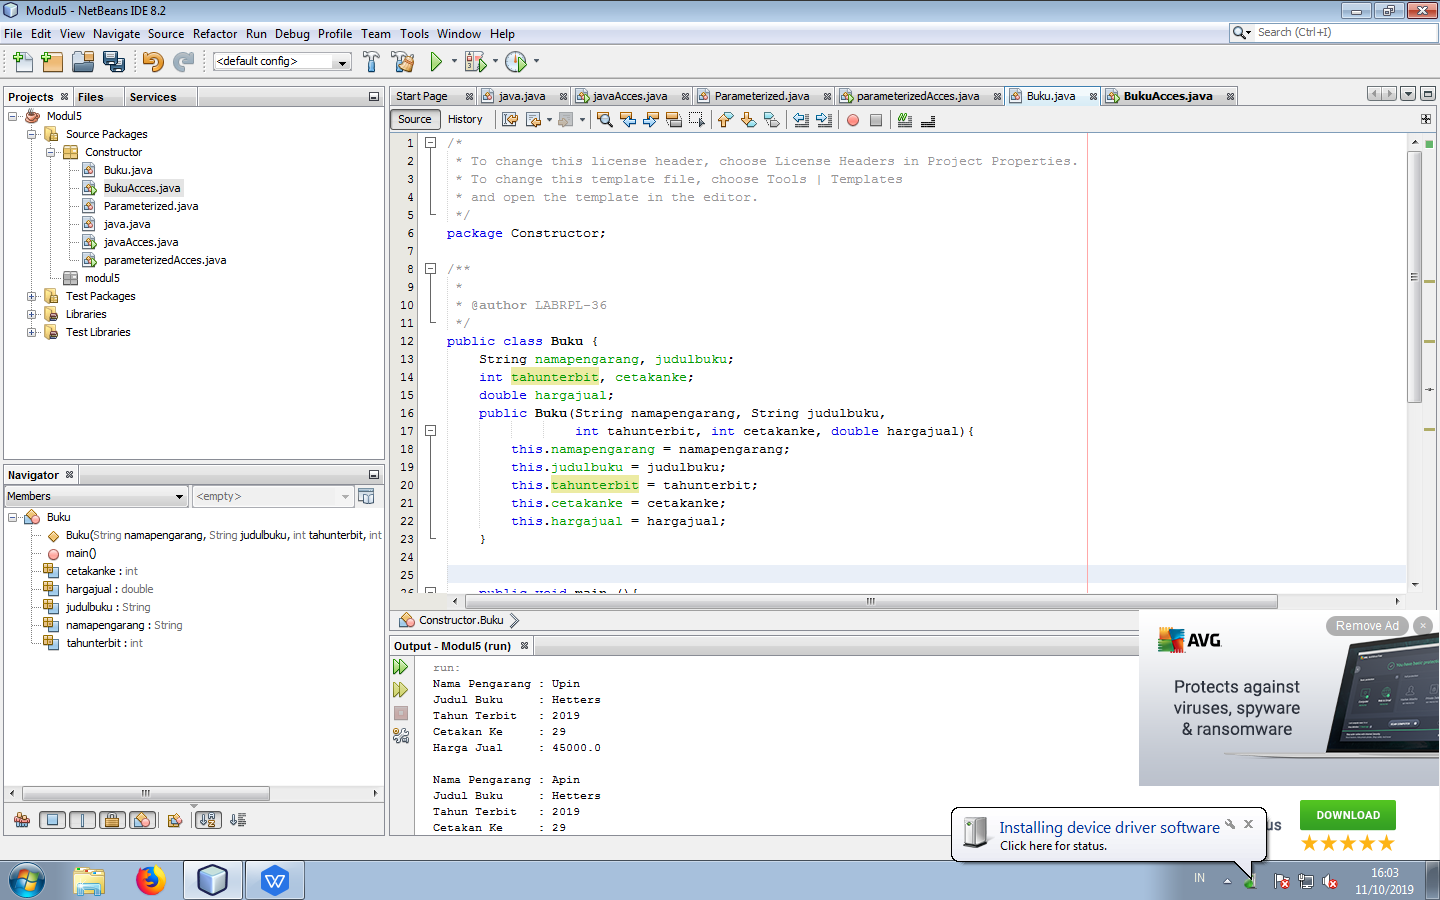 Modul5 - NetBeans IDE 8.2
File Edit View Navigate Source Refactor Run Debug Profile Team Tools Window Help
Search (Ctrl+I)
<default config>
Projects Files Services
Start Page java.java javaAcces.java Parameterized.java parameterizedAcces.java Buku.java BukuAcces.java
Source History
Modul5
Source Packages
Constructor
Buku.java
BukuAcces.java
Parameterized.java
java.java
javaAcces.java
parameterizedAcces.java
modul5
Test Packages
Libraries
Test Libraries
Navigator
Members <empty>
Buku
Buku(String namapengarang, String judulbuku, int tahunterbit, int
main()
cetakanke : int
hargajual : double
judulbuku : String
namapengarang : String
tahunterbit : int
1 /*
2 * To change this license header, choose License Headers in Project Properties.
3 * To change this template file, choose Tools | Templates
4 * and open the template in the editor.
5 */
6 package Constructor;
7
8 /**
9 *
10 * @author LABRPL-36
11 */
12 public class Buku {
13 String namapengarang, judulbuku;
14 int tahunterbit, cetakanke;
15 double hargajual;
16 public Buku(String namapengarang, String judulbuku,
17 int tahunterbit, int cetakanke, double hargajual){
18 this.namapengarang = namapengarang;
19 this.judulbuku = judulbuku;
20 this.tahunterbit = tahunterbit;
21 this.cetakanke = cetakanke;
22 this.hargajual = hargajual;
23 }
24
25
26 public void main (){
Constructor.Buku
Output - Modul5 (run)
run:
Nama Pengarang : Upin
Judul Buku : Hetters
Tahun Terbit : 2019
Cetakan Ke : 29
Harga Jual : 45000.0
Nama Pengarang : Apin
Judul Buku : Hetters
Tahun Terbit : 2019
Cetakan Ke : 29
Remove Ad
AVG
Protects against
viruses, spyware
& ransomware
DOWNLOAD
us
Installing device driver software
Click here for status.
IN
16:03
11/10/2019